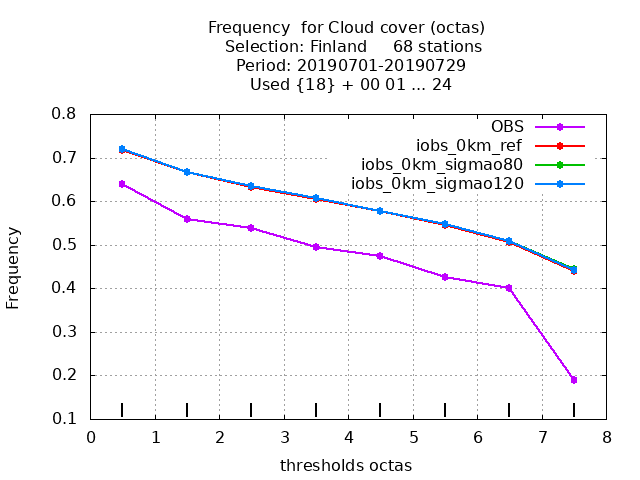 Frequency  for Cloud cover (octas)
Selection: Finland     68 stations
Period: 20190701-20190729
Used {18} + 00 01 ... 24
OBS
iobs_0km_ref
iobs_0km_sigmao80
iobs_0km_sigmao120
Frequency
0.8
0.7
0.6
0.5
0.4
0.3
0.2
0.1
0 1 2 3 4 5 6 7 8
thresholds octas